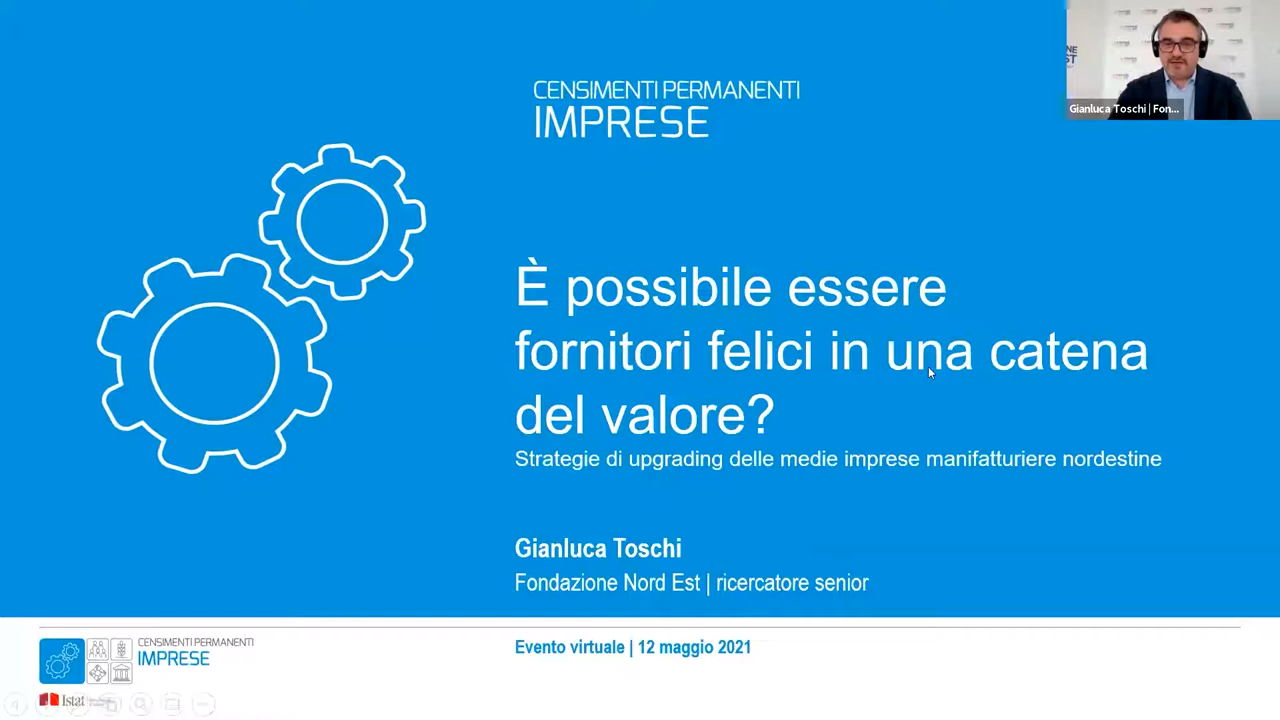 CENSIMENTI PERMANENTI
IMPRESE
Gianluca Toschi | Fon...
È possibile essere
fornitori felici in una catena
del valore?
Strategie di upgrading delle medie imprese manifatturiere nordestine
Gianluca Toschi
Fondazione Nord Est | ricercatore senior
CENSIMENTI PERMANENTI
IMPRESE
Evento virtuale | 12 maggio 2021
Istat